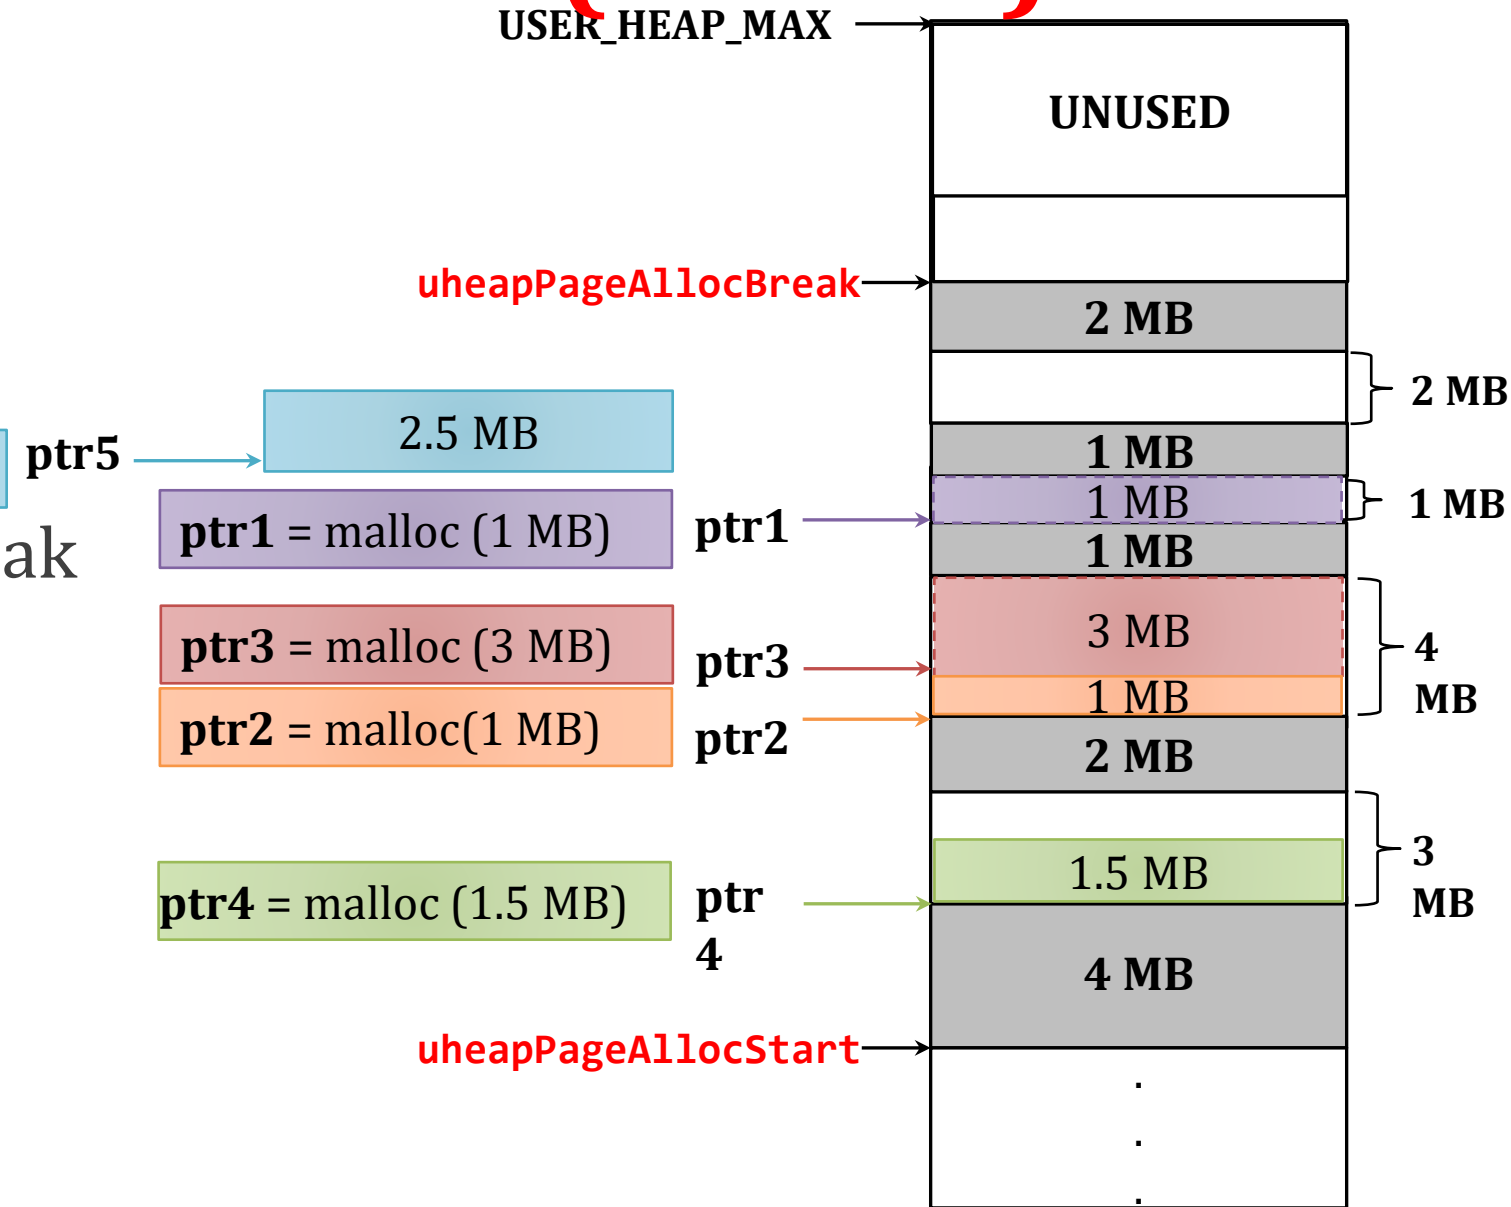 USER_HEAP_MAX
UNUSED
uheapPageAllocBreak
2 MB
2 MB
2.5 MB
ptr5
1 MB
ptr1 = malloc (1 MB)
ptr1
1 MB
1 MB
ak
1 MB
ptr3 = malloc (3 MB)
ptr3
3 MB
4
MB
ptr2 = malloc(1 MB)
ptr2
1 MB
2 MB
3
MB
ptr4 = malloc (1.5 MB)
ptr
4
1.5 MB
4 MB
uheapPageAllocStart
.
.
.